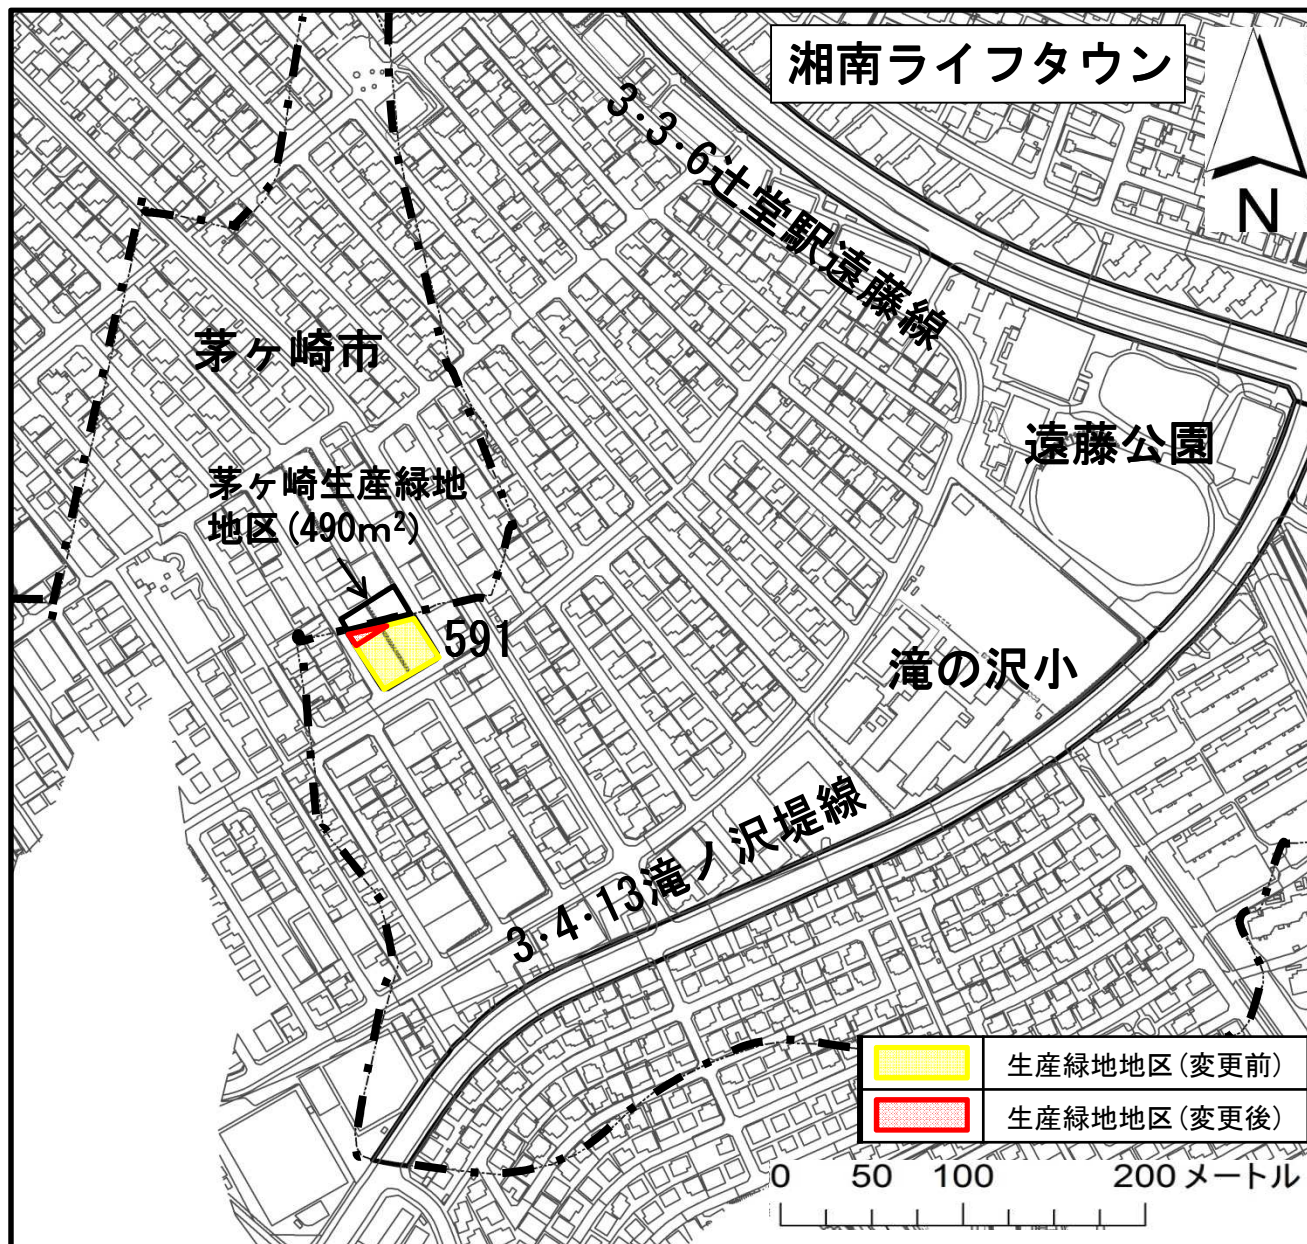 湘南ライフタウン
N
3・3・6辻堂駅遠藤線
茅ヶ崎市
遠藤公園
茅ヶ崎生産緑地
地区(490m²)
591
滝の沢小
3・4・13滝ノ沢堤線
生産緑地地区(変更前)
生産緑地地区(変更後)
0 50 100 200メートル